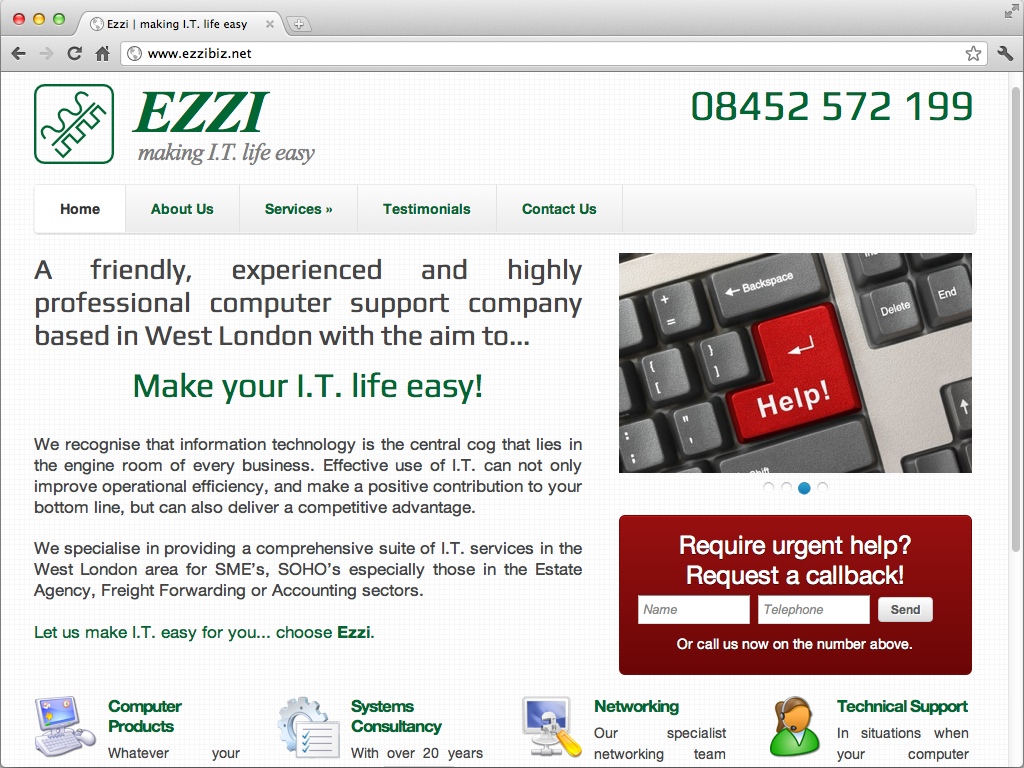 Ezzi | making I.T. life easy
www.ezzibiz.net
EZZI
making I.T. life easy
08452 572 199
Home
About Us
Services »
Testimonials
Contact Us
A friendly, experienced and highly
professional computer support company
based in West London with the aim to...
Make your I.T. life easy!
We recognise that information technology is the central cog that lies in
the engine room of every business. Effective use of I.T. can not only
improve operational efficiency, and make a positive contribution to your
bottom line, but can also deliver a competitive advantage.
We specialise in providing a comprehensive suite of I.T. services in the
West London area for SME's, SOHO's especially those in the Estate
Agency, Freight Forwarding or Accounting sectors.
Let us make I.T. easy for you... choose Ezzi.
+
=
← Backspace
Delete
End
{
[
}
]
Help!
:
;
"
'
Shift
Require urgent help?
Request a callback!
Name
Telephone
Send
Or call us now on the number above.
Computer
Products
Whatever your
Systems
Consultancy
With over 20 years
Networking
Our specialist
networking team
Technical Support
In situations when
your computer